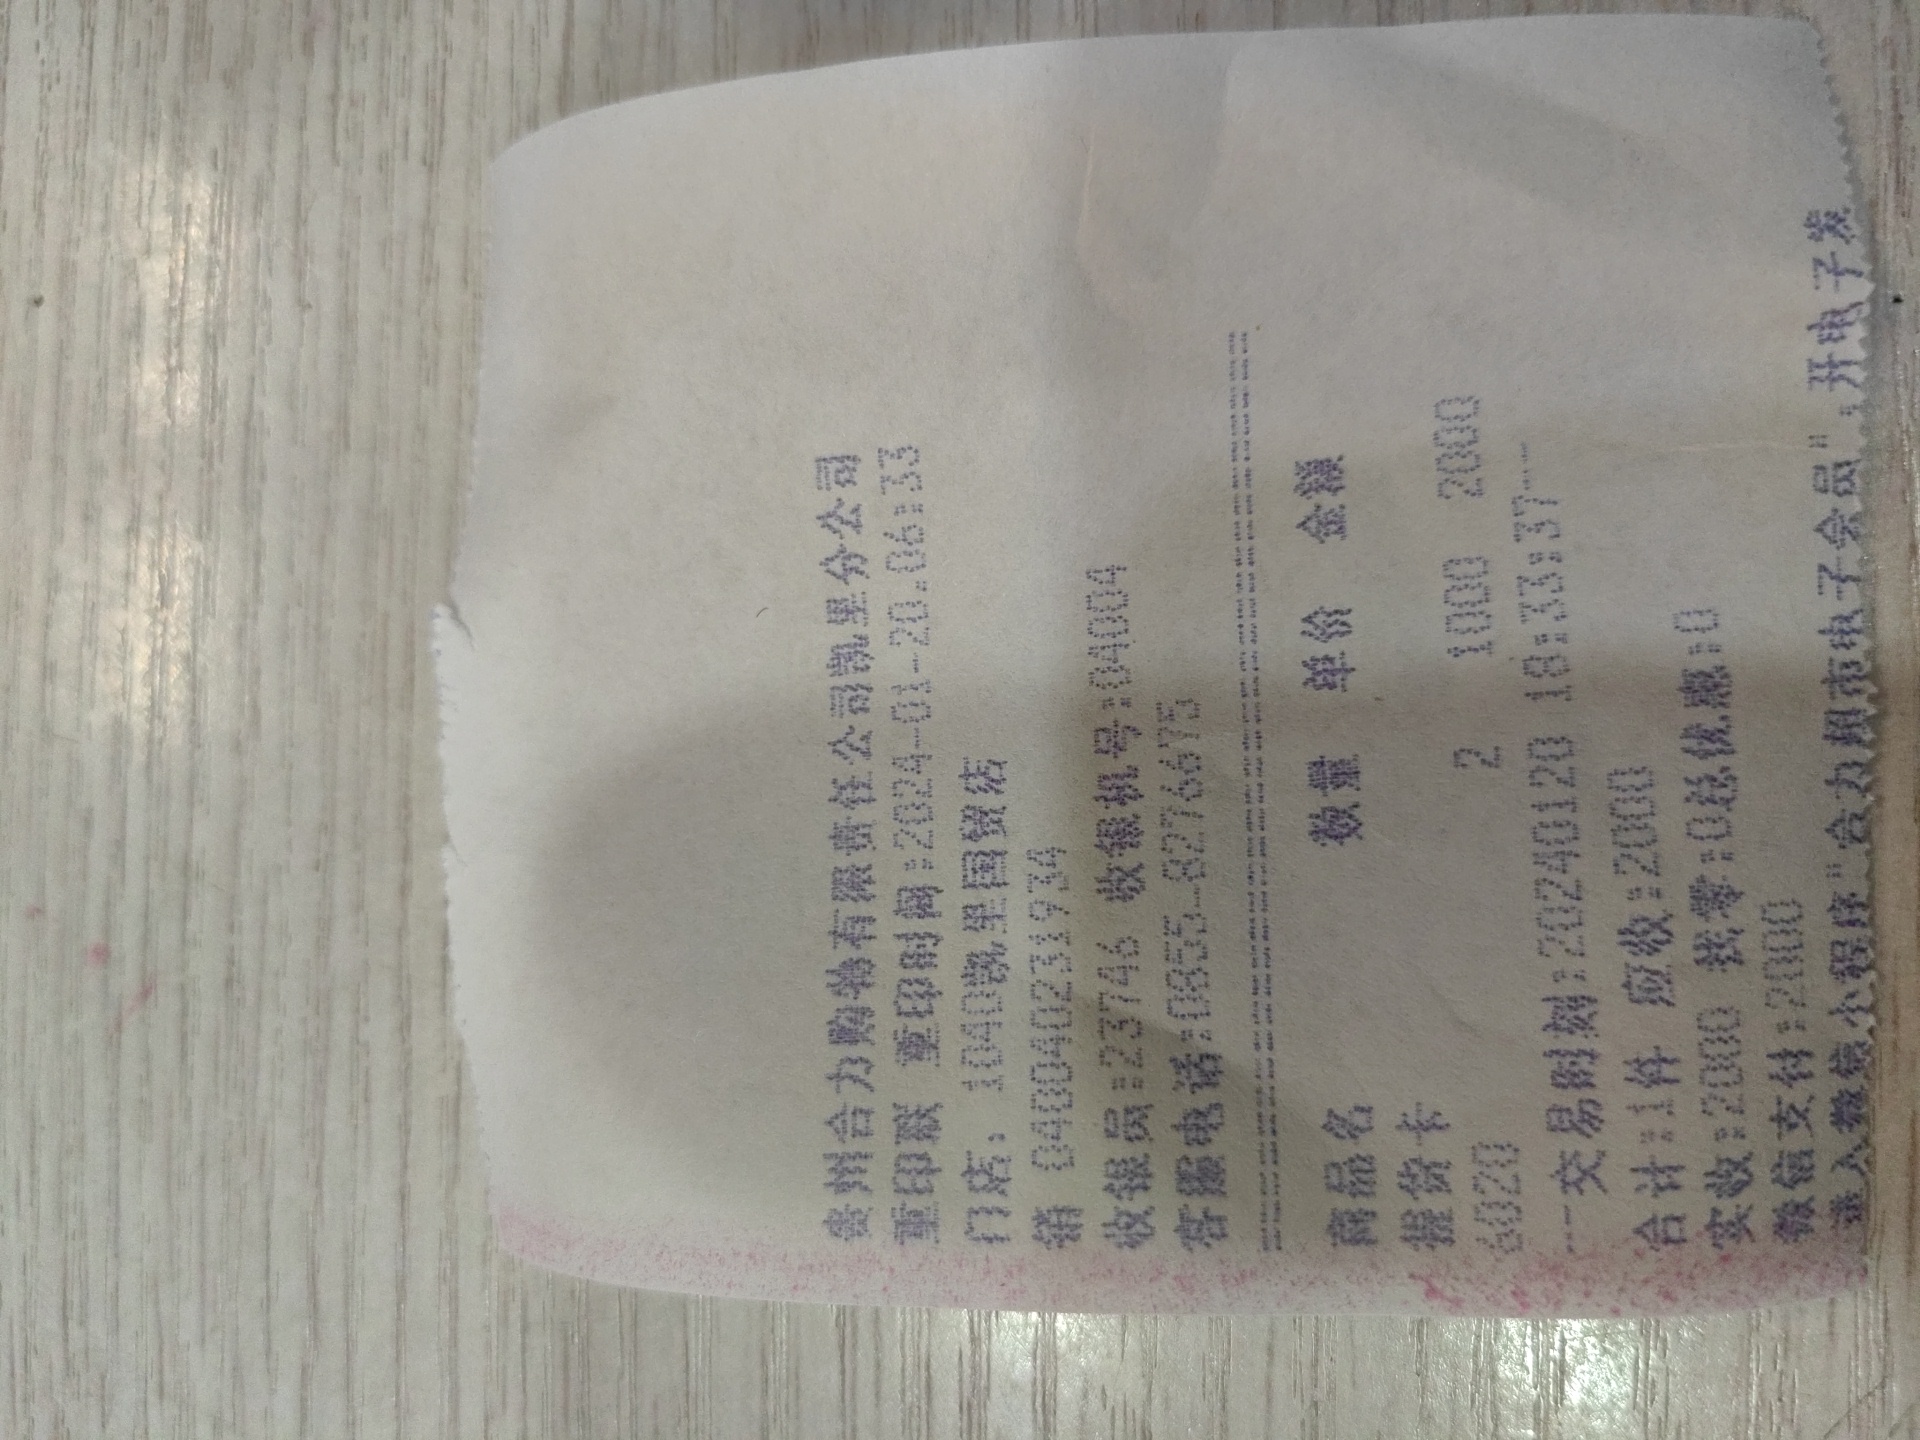 贵州合力购物有限责任公司凯里分公司
重印联 重印时间:2024-01-20.06:33
门店: 1040凯里国贸店
销 0400400231934
收银员:23746 收银机号:04004
客服电话:0855-8276675
商品名 数量 单价 金额
提货卡
6020 2 1000 2000
---交易时刻:20240120 18:33:37---
合计:1件 应收:2000
实收:2000 找零:0总优惠:0
微信支付:2000
进入微信小程序"合力超市电子会员",开电子发